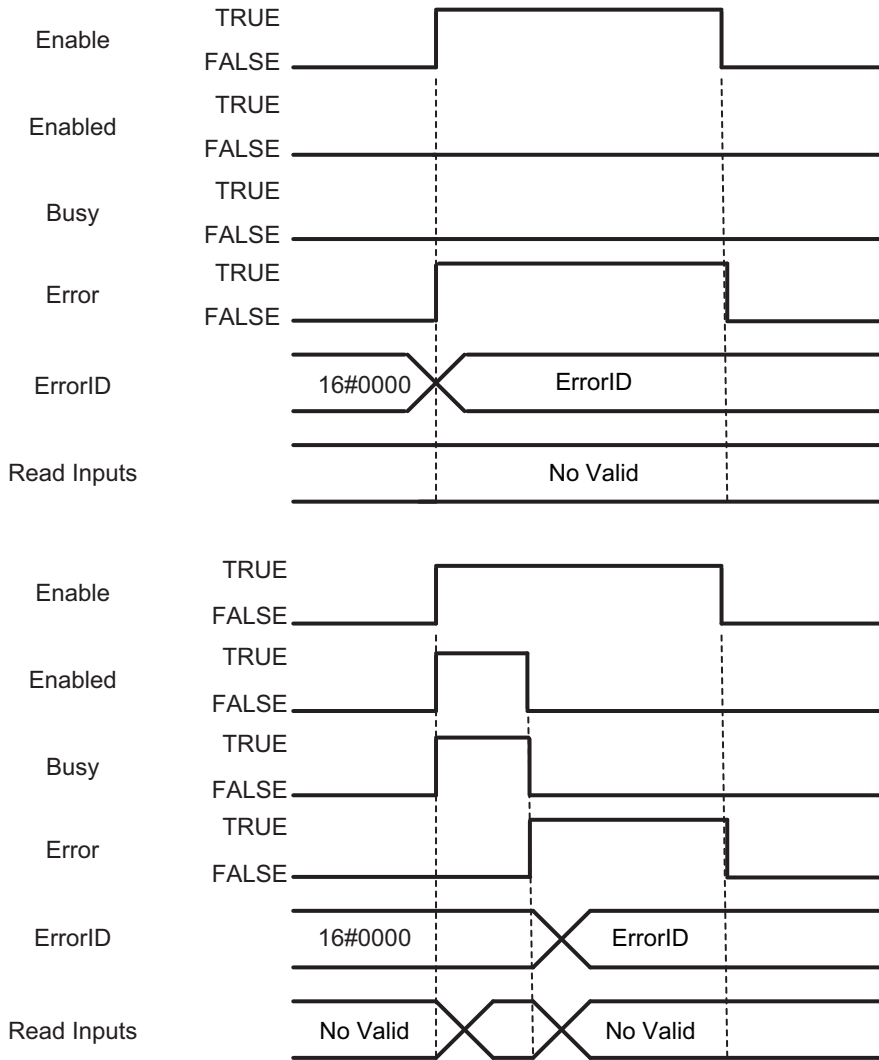 Enable
TRUE
FALSE
Enabled
TRUE
FALSE
Busy
TRUE
FALSE
Error
TRUE
FALSE
ErrorID
16#0000
ErrorID
Read Inputs
No Valid
Enable
TRUE
FALSE
Enabled
TRUE
FALSE
Busy
TRUE
FALSE
Error
TRUE
FALSE
ErrorID
16#0000
ErrorID
Read Inputs
No Valid
No Valid